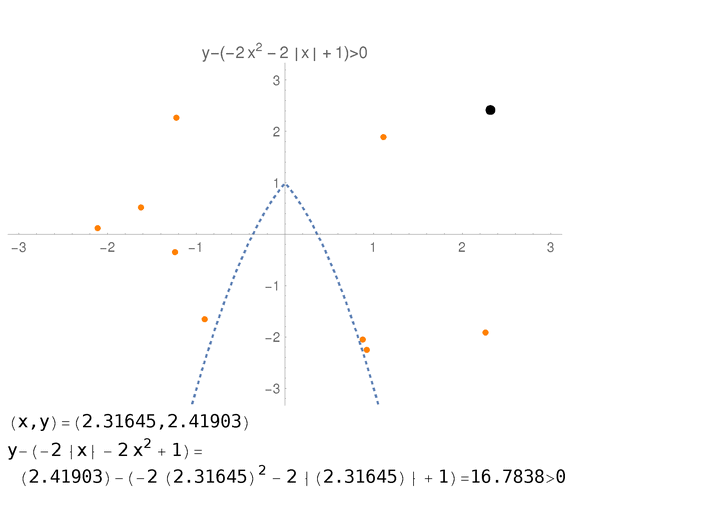 y−(−2 x² − 2 |x| + 1)>0
3
2
1
−3 −2 −1 1 2 3
−1
−2
−3
(x,y) = (2.31645,2.41903)
y− (−2 |x| − 2 x² + 1) =
(2.41903) − (−2 (2.31645)² − 2 |(2.31645)| + 1) =16.7838>0